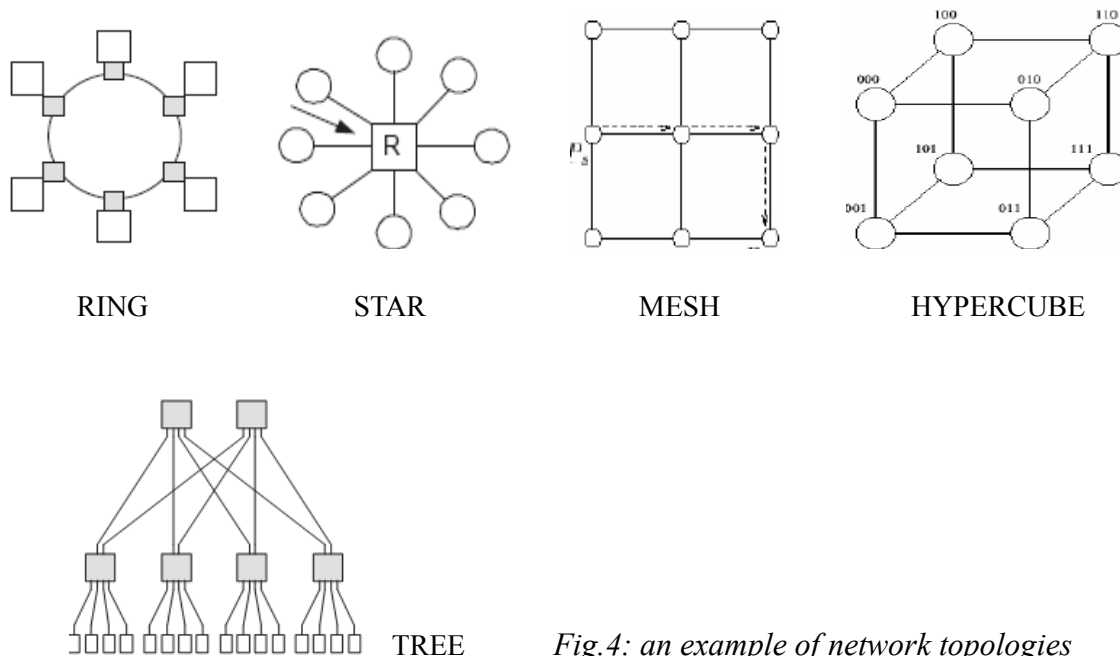 100
110
000
010
R
101
111
001
011
RING STAR MESH HYPERCUBE
TREE Fig.4: an example of network topologies